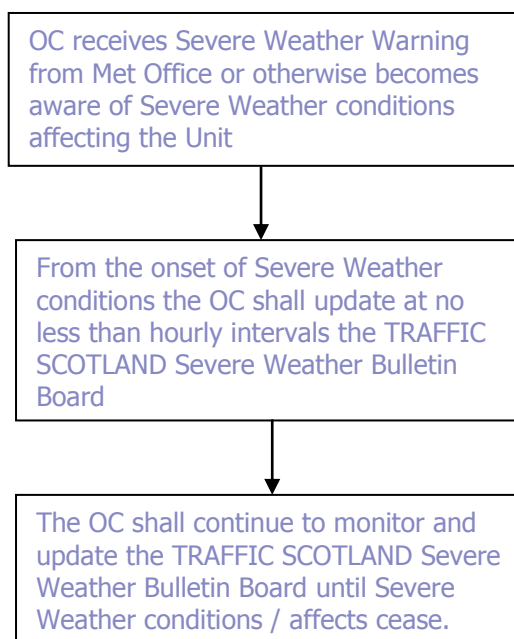 OC receives Severe Weather Warning
from Met Office or otherwise becomes
aware of Severe Weather conditions
affecting the Unit
From the onset of Severe Weather
conditions the OC shall update at no
less than hourly intervals the TRAFFIC
SCOTLAND Severe Weather Bulletin
Board
The OC shall continue to monitor and
update the TRAFFIC SCOTLAND Severe
Weather Bulletin Board until Severe
Weather conditions / affects cease.